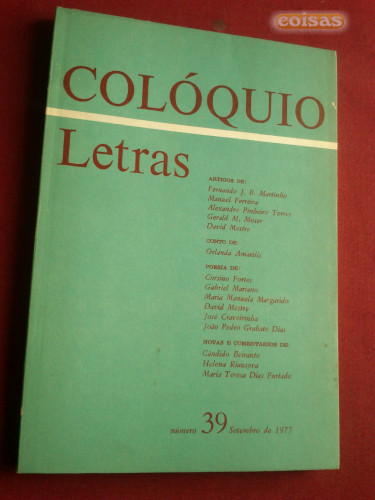 coisas
COLÓQUIO
Letras
ARTIGOS DE:
Fernando J. B. Martinho
Manuel Ferreira
Alexandre Pinheiro Torres
Gerald M. Moser
David Mestre
CONTO DE:
Orlanda Amarílis
POESIA DE:
Corsino Fortes
Gabriel Mariano
Maria Manuela Margarido
David Mestre
José Craveirinha
João Pedro Grabato Dias
NOTAS E COMENTÁRIOS DE:
Cândido Beirante
Helena Riausova
Maria Teresa Dias Furtado
número 39 Setembro de 1977